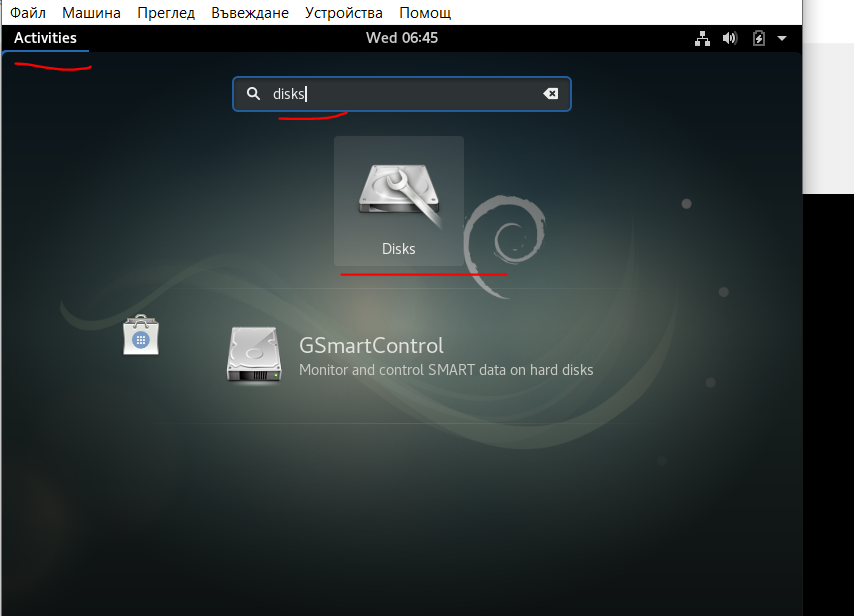 Файл Машина Преглед Въвеждане Устройства Помощ
Activities Wed 06:45
disks
Disks
GSmartControl
Monitor and control SMART data on hard disks